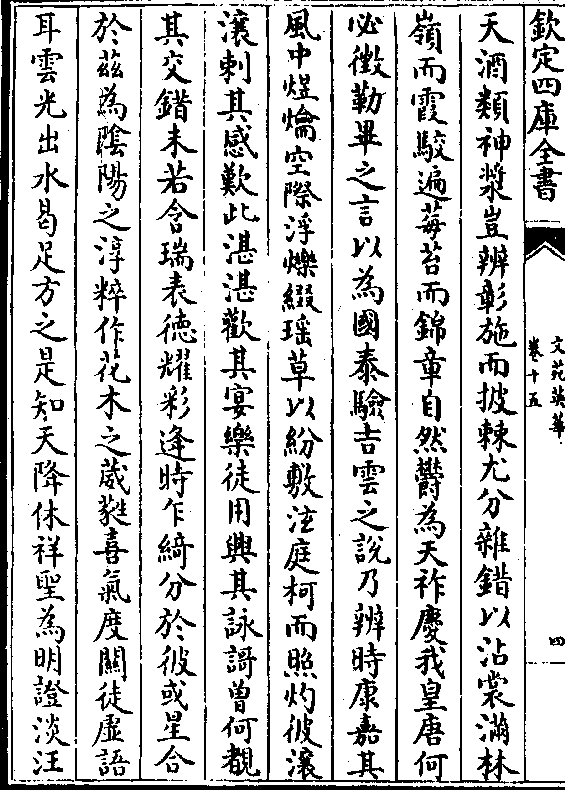 欽定四庫全書
文苑英華
卷十五
四
天酒類神漿豈辨彰施而披棘尤分雜錯以沾裳滿林
嶺而霞駮遍莓苔而錦章自然鬱為天祚慶我皇唐何
必徵勒畢之言以為國泰驗吉雲之說乃辨時康嘉其
風中煜爚空際浮爍綴瑶草以紛敷注庭柯而照灼彼瀼
瀼剌其感歎此湛湛歡其宴樂徒用興其詠謌曾何覩
其交錯未若含瑞表徳耀彩逢時乍綺分於彼或星合
於茲為陰陽之淳粹作花木之葳蕤喜氣度關徒虛語
耳雲光出水曷足方之是知天降休祥聖為明證淡汪